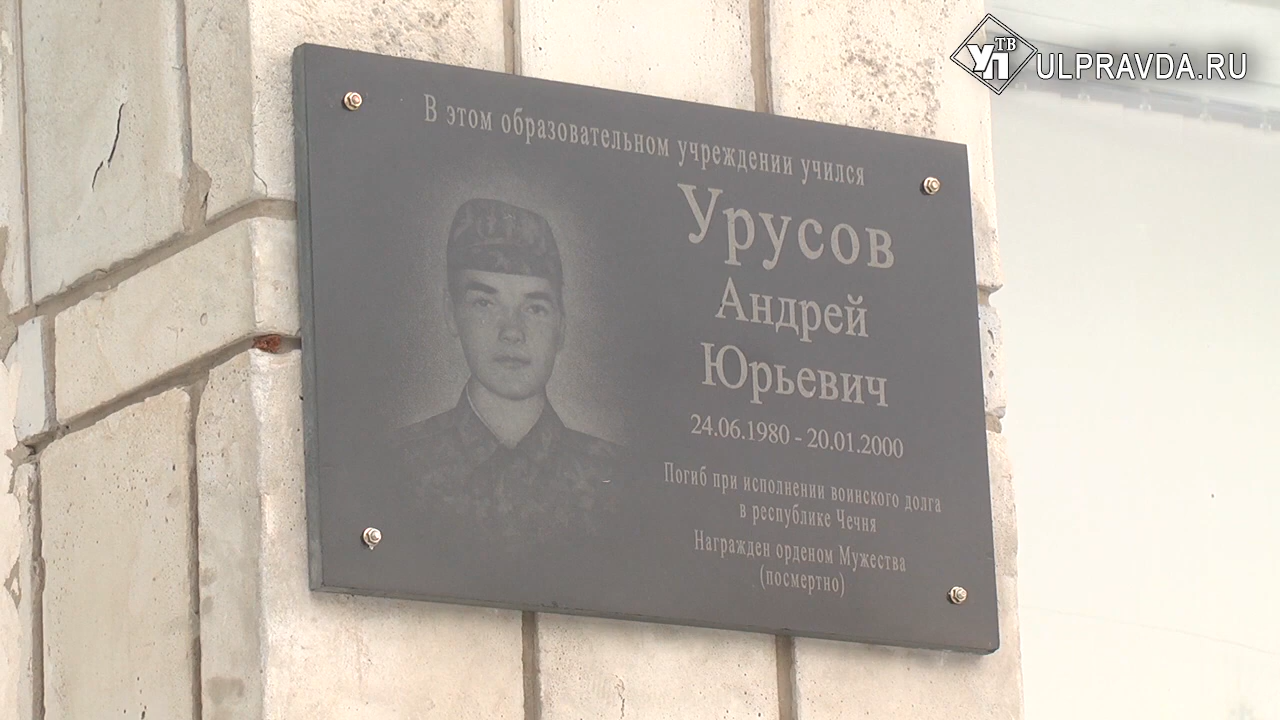 УП ТВ ULPRAVDA.RU
В этом образовательном учреждении учился
Урусов
Андрей
Юрьевич
24.06.1980 - 20.01.2000
Погиб при исполнении воинского долга
в республике Чечня
Награжден орденом Мужества
(посмертно)